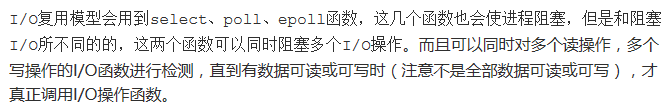 I/O复用模型会用到select、poll、epoll函数，这几个函数也会使进程阻塞，但是和阻塞
I/O所不同的的，这两个函数可以同时阻塞多个I/O操作。而且可以同时对多个读操作，多个
写操作的I/O函数进行检测，直到有数据可读或可写时（注意不是全部数据可读或可写），才
真正调用I/O操作函数。